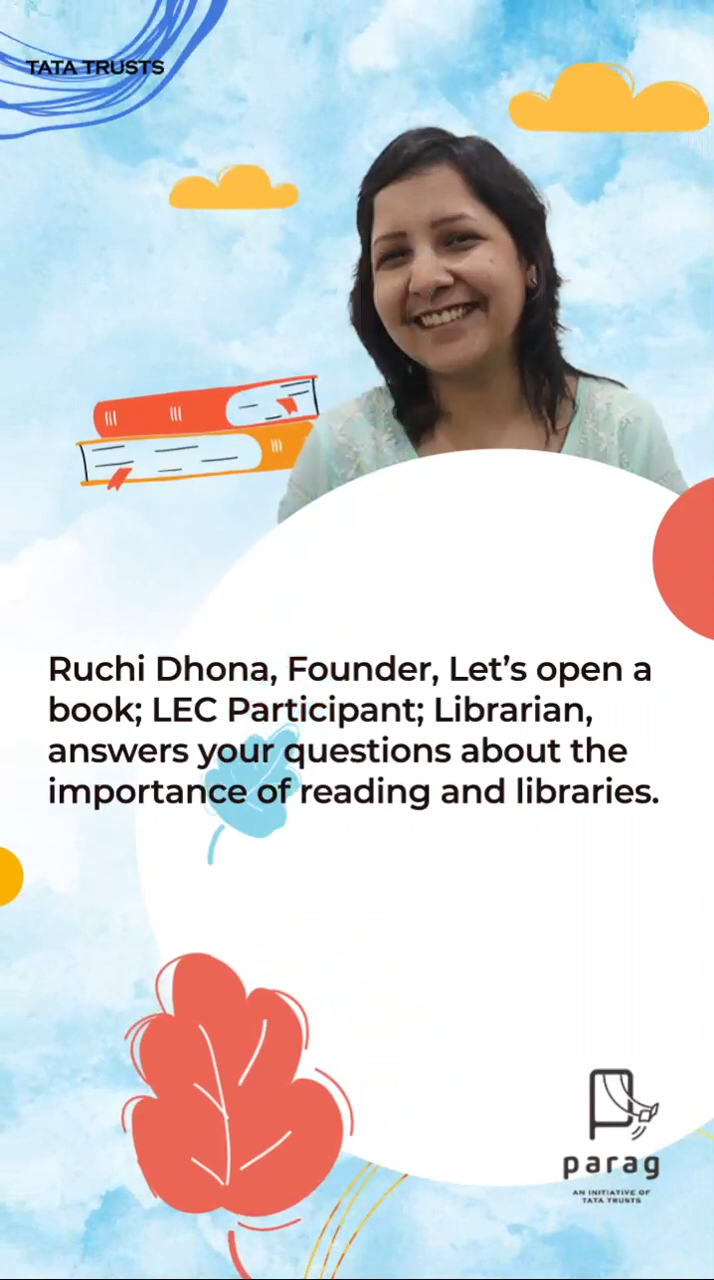 TATA TRUSTS
Ruchi Dhona, Founder, Let’s open a
book; LEC Participant; Librarian,
answers your questions about the
importance of reading and libraries.
parag
AN INITIATIVE OF
TATA TRUSTS